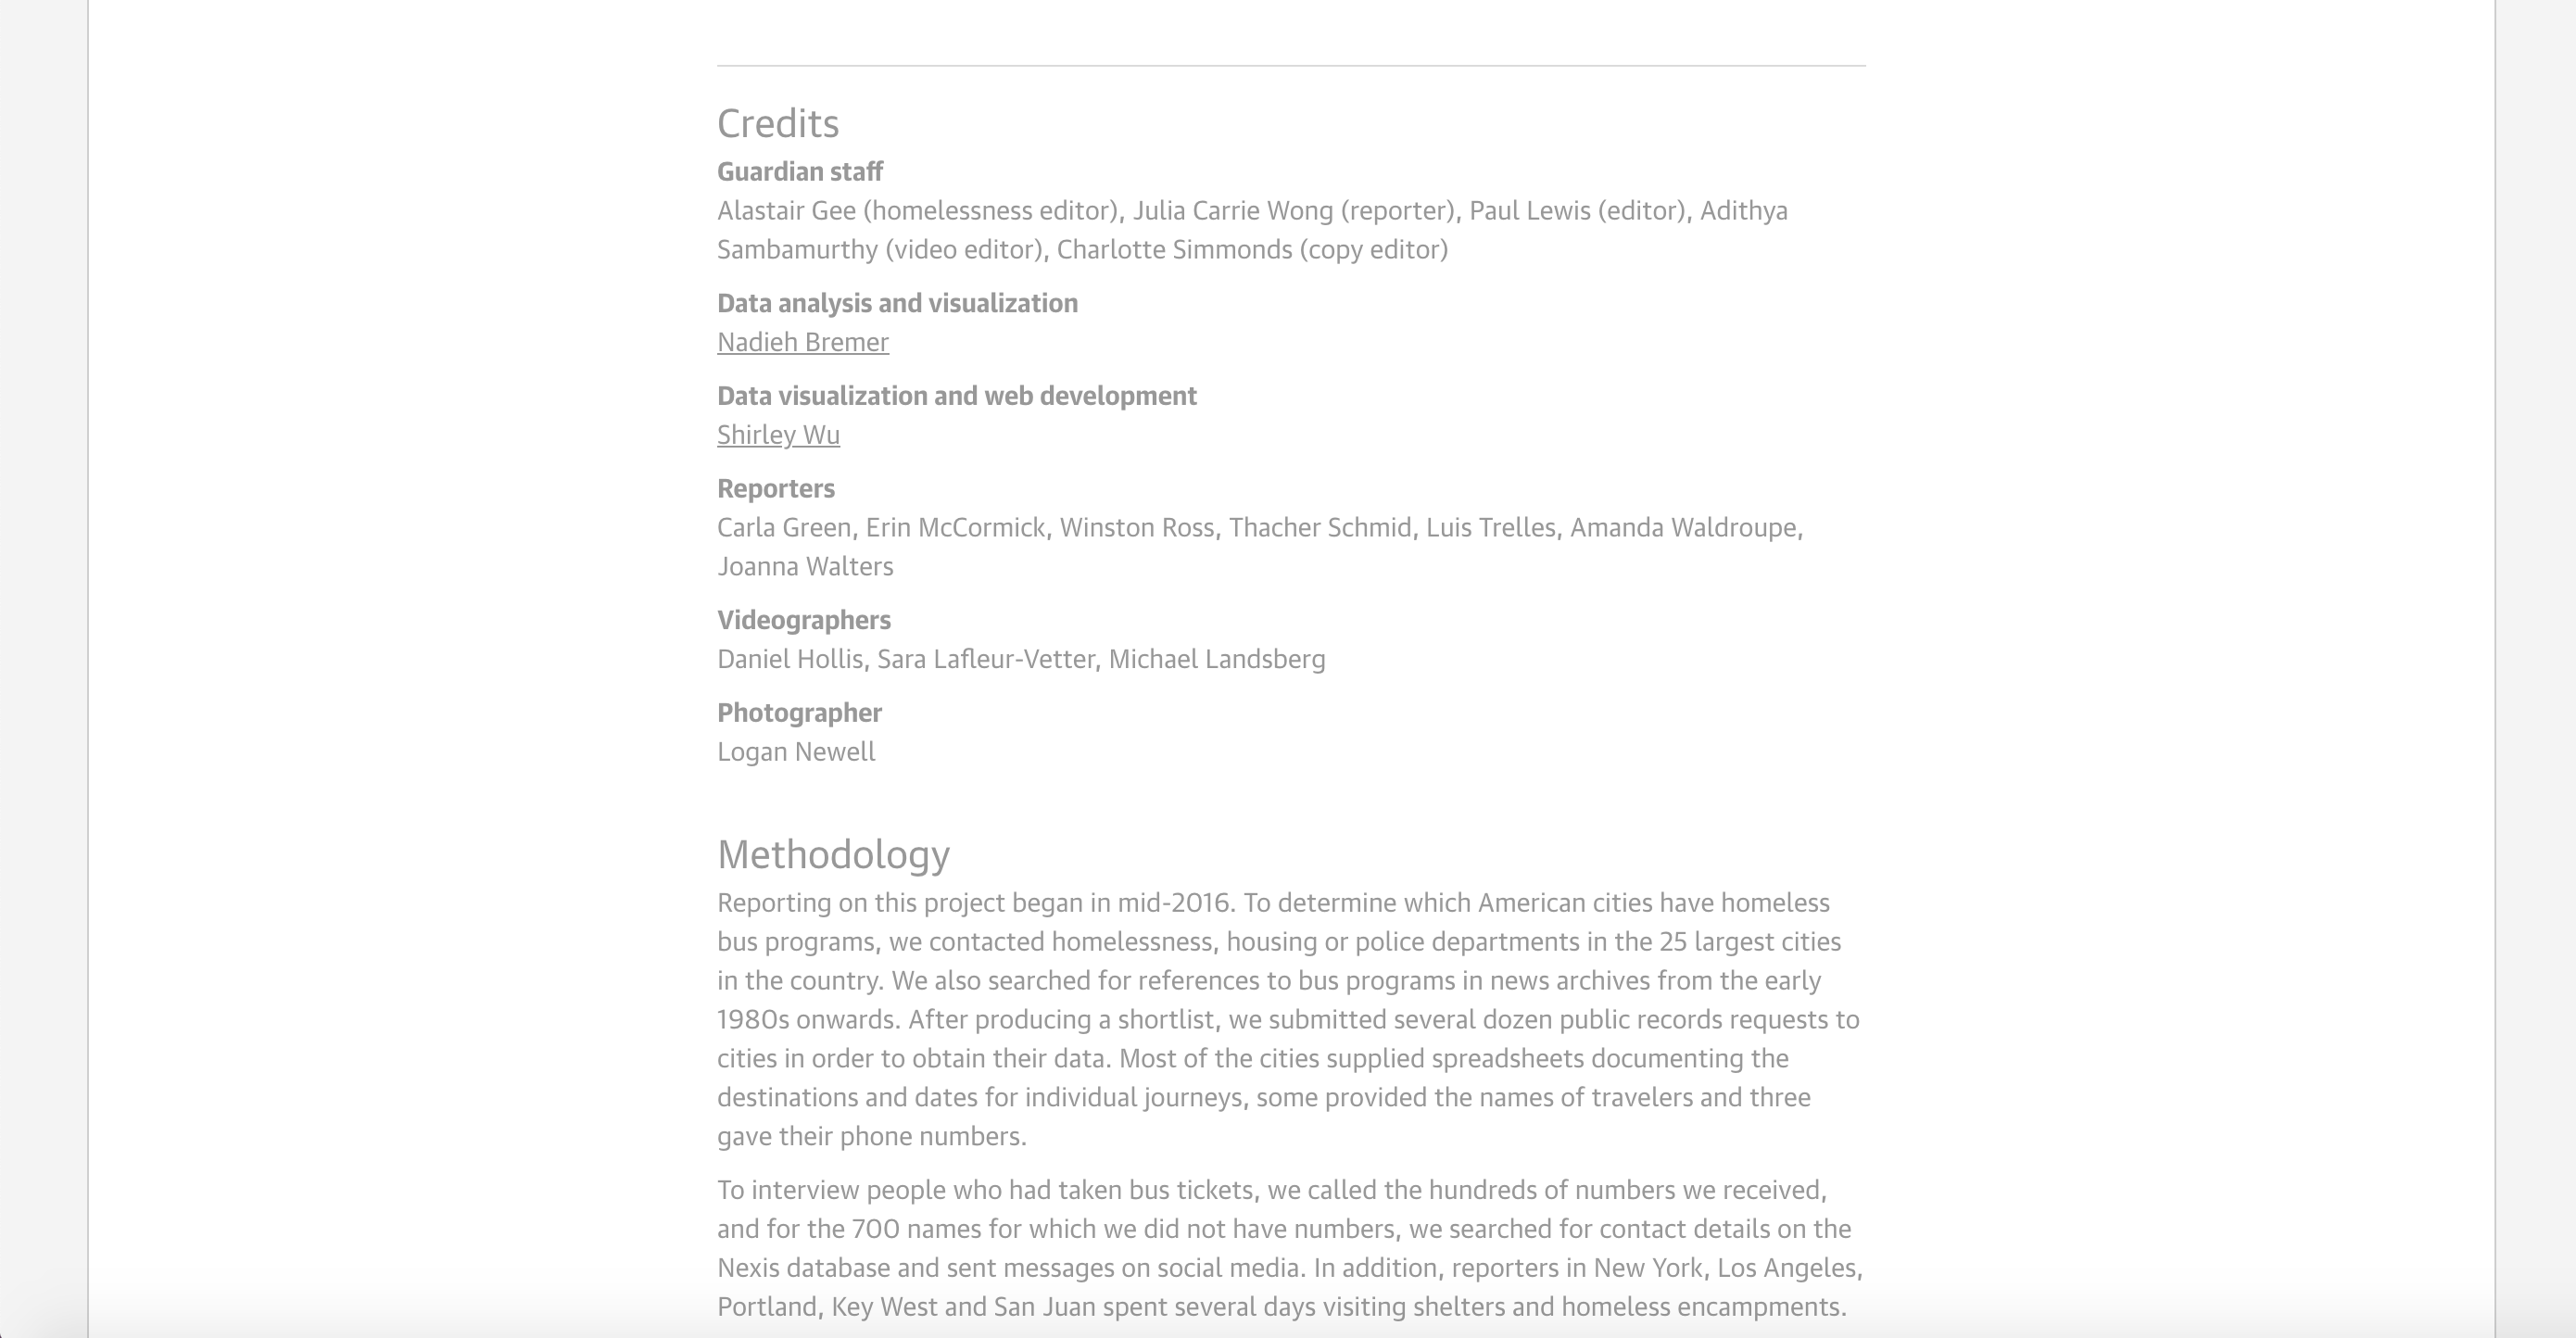 Credits
Guardian staff
Alastair Gee (homelessness editor), Julia Carrie Wong (reporter), Paul Lewis (editor), Adithya
Sambamurthy (video editor), Charlotte Simmonds (copy editor)
Data analysis and visualization
Nadieh Bremer
Data visualization and web development
Shirley Wu
Reporters
Carla Green, Erin McCormick, Winston Ross, Thacher Schmid, Luis Trelles, Amanda Waldroupe,
Joanna Walters
Videographers
Daniel Hollis, Sara Lafleur-Vetter, Michael Landsberg
Photographer
Logan Newell
Methodology
Reporting on this project began in mid-2016. To determine which American cities have homeless
bus programs, we contacted homelessness, housing or police departments in the 25 largest cities
in the country. We also searched for references to bus programs in news archives from the early
1980s onwards. After producing a shortlist, we submitted several dozen public records requests to
cities in order to obtain their data. Most of the cities supplied spreadsheets documenting the
destinations and dates for individual journeys, some provided the names of travelers and three
gave their phone numbers.
To interview people who had taken bus tickets, we called the hundreds of numbers we received,
and for the 700 names for which we did not have numbers, we searched for contact details on the
Nexis database and sent messages on social media. In addition, reporters in New York, Los Angeles,
Portland, Key West and San Juan spent several days visiting shelters and homeless encampments.